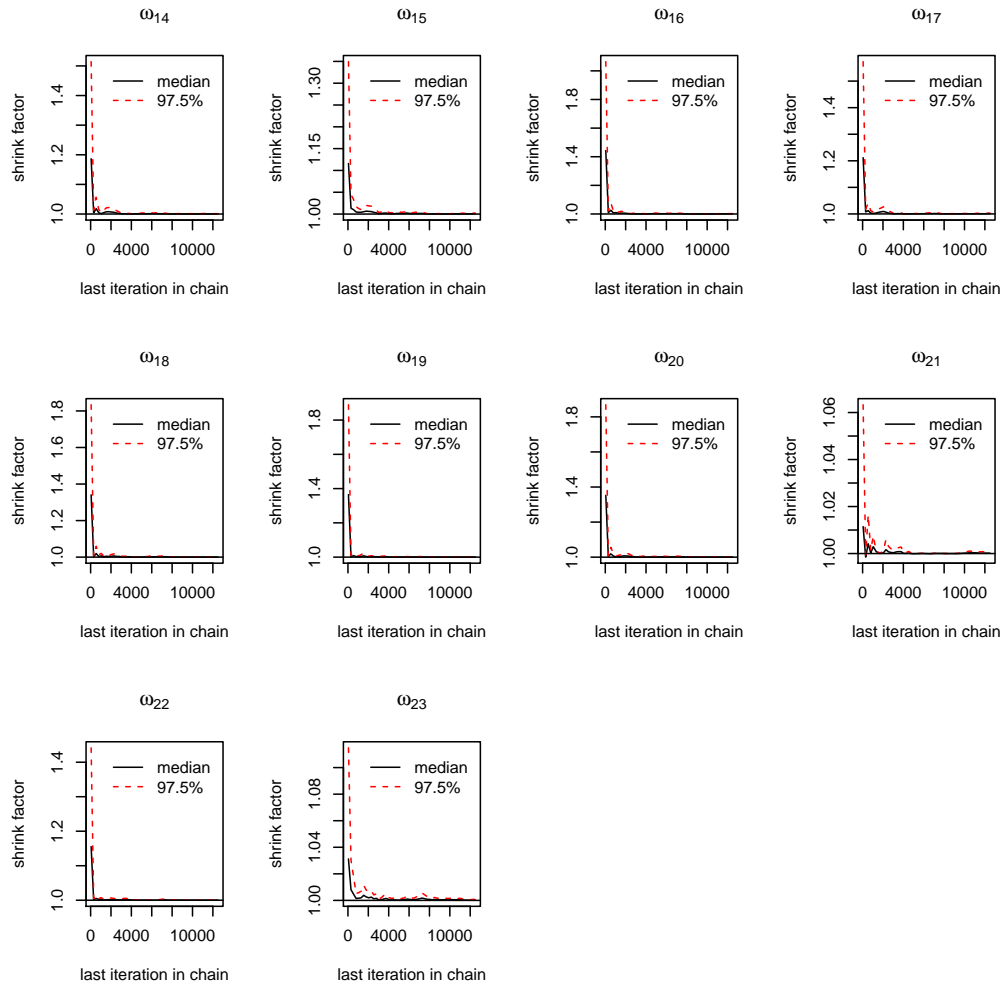 ω14 ω15 ω16 ω17
shrink factor shrink factor shrink factor shrink factor
1.0 1.2 1.4 1.00 1.15 1.30 1.0 1.4 1.8 1.0 1.2 1.4
median median median median
97.5% 97.5% 97.5% 97.5%
0 4000 10000 0 4000 10000 0 4000 10000 0 4000 10000
last iteration in chain last iteration in chain last iteration in chain last iteration in chain
ω18 ω19 ω20 ω21
shrink factor shrink factor shrink factor shrink factor
1.0 1.2 1.4 1.6 1.8 1.0 1.4 1.8 1.0 1.4 1.8 1.00 1.02 1.04 1.06
median median median median
97.5% 97.5% 97.5% 97.5%
0 4000 10000 0 4000 10000 0 4000 10000 0 4000 10000
last iteration in chain last iteration in chain last iteration in chain last iteration in chain
ω22 ω23
shrink factor shrink factor
1.0 1.2 1.4 1.00 1.04 1.08
median median
97.5% 97.5%
0 4000 10000 0 4000 10000
last iteration in chain last iteration in chain